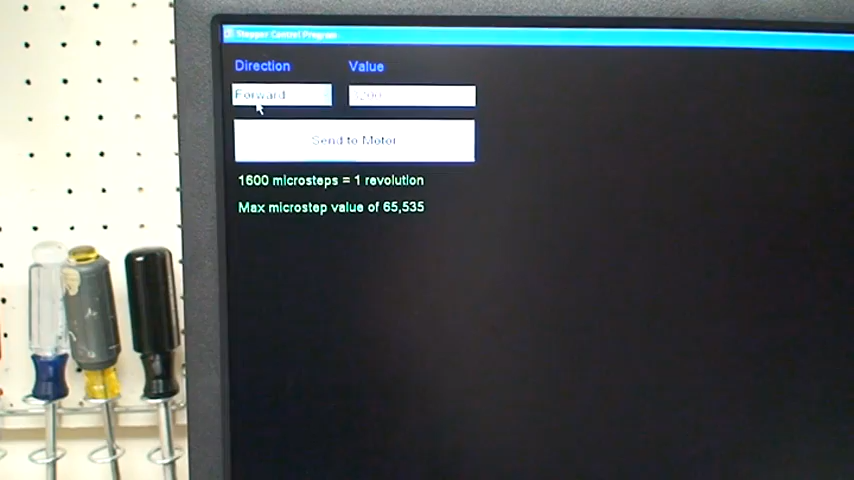 Stepper Control Program
Direction Value
Forward 3200
Send to Motor
1600 microsteps = 1 revolution
Max microstep value of 65,535